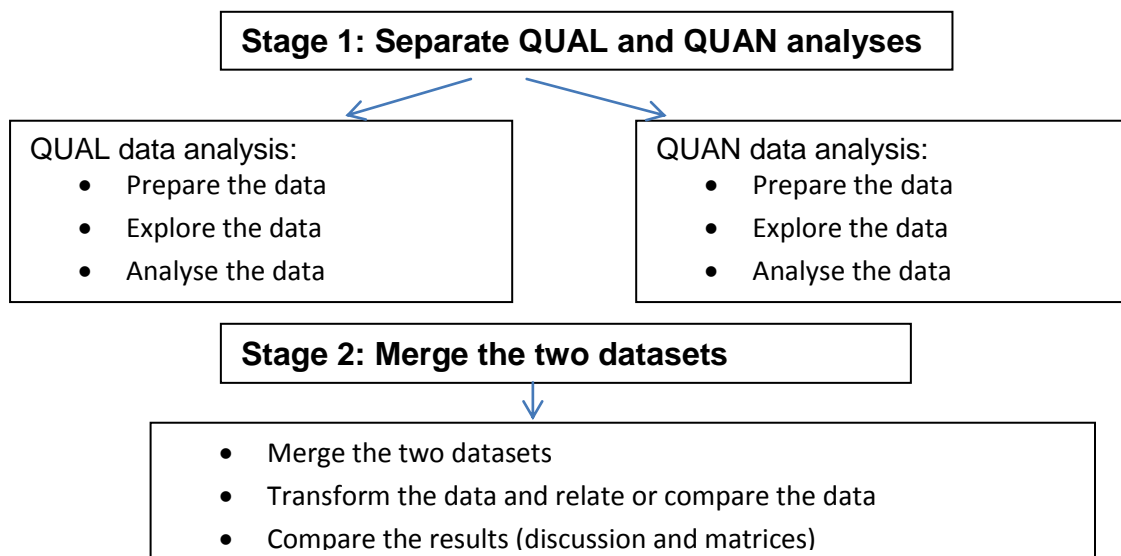 Stage 1: Separate QUAL and QUAN analyses
QUAL data analysis:
• Prepare the data
• Explore the data
• Analyse the data
QUAN data analysis:
• Prepare the data
• Explore the data
• Analyse the data
Stage 2: Merge the two datasets
• Merge the two datasets
• Transform the data and relate or compare the data
• Compare the results (discussion and matrices)